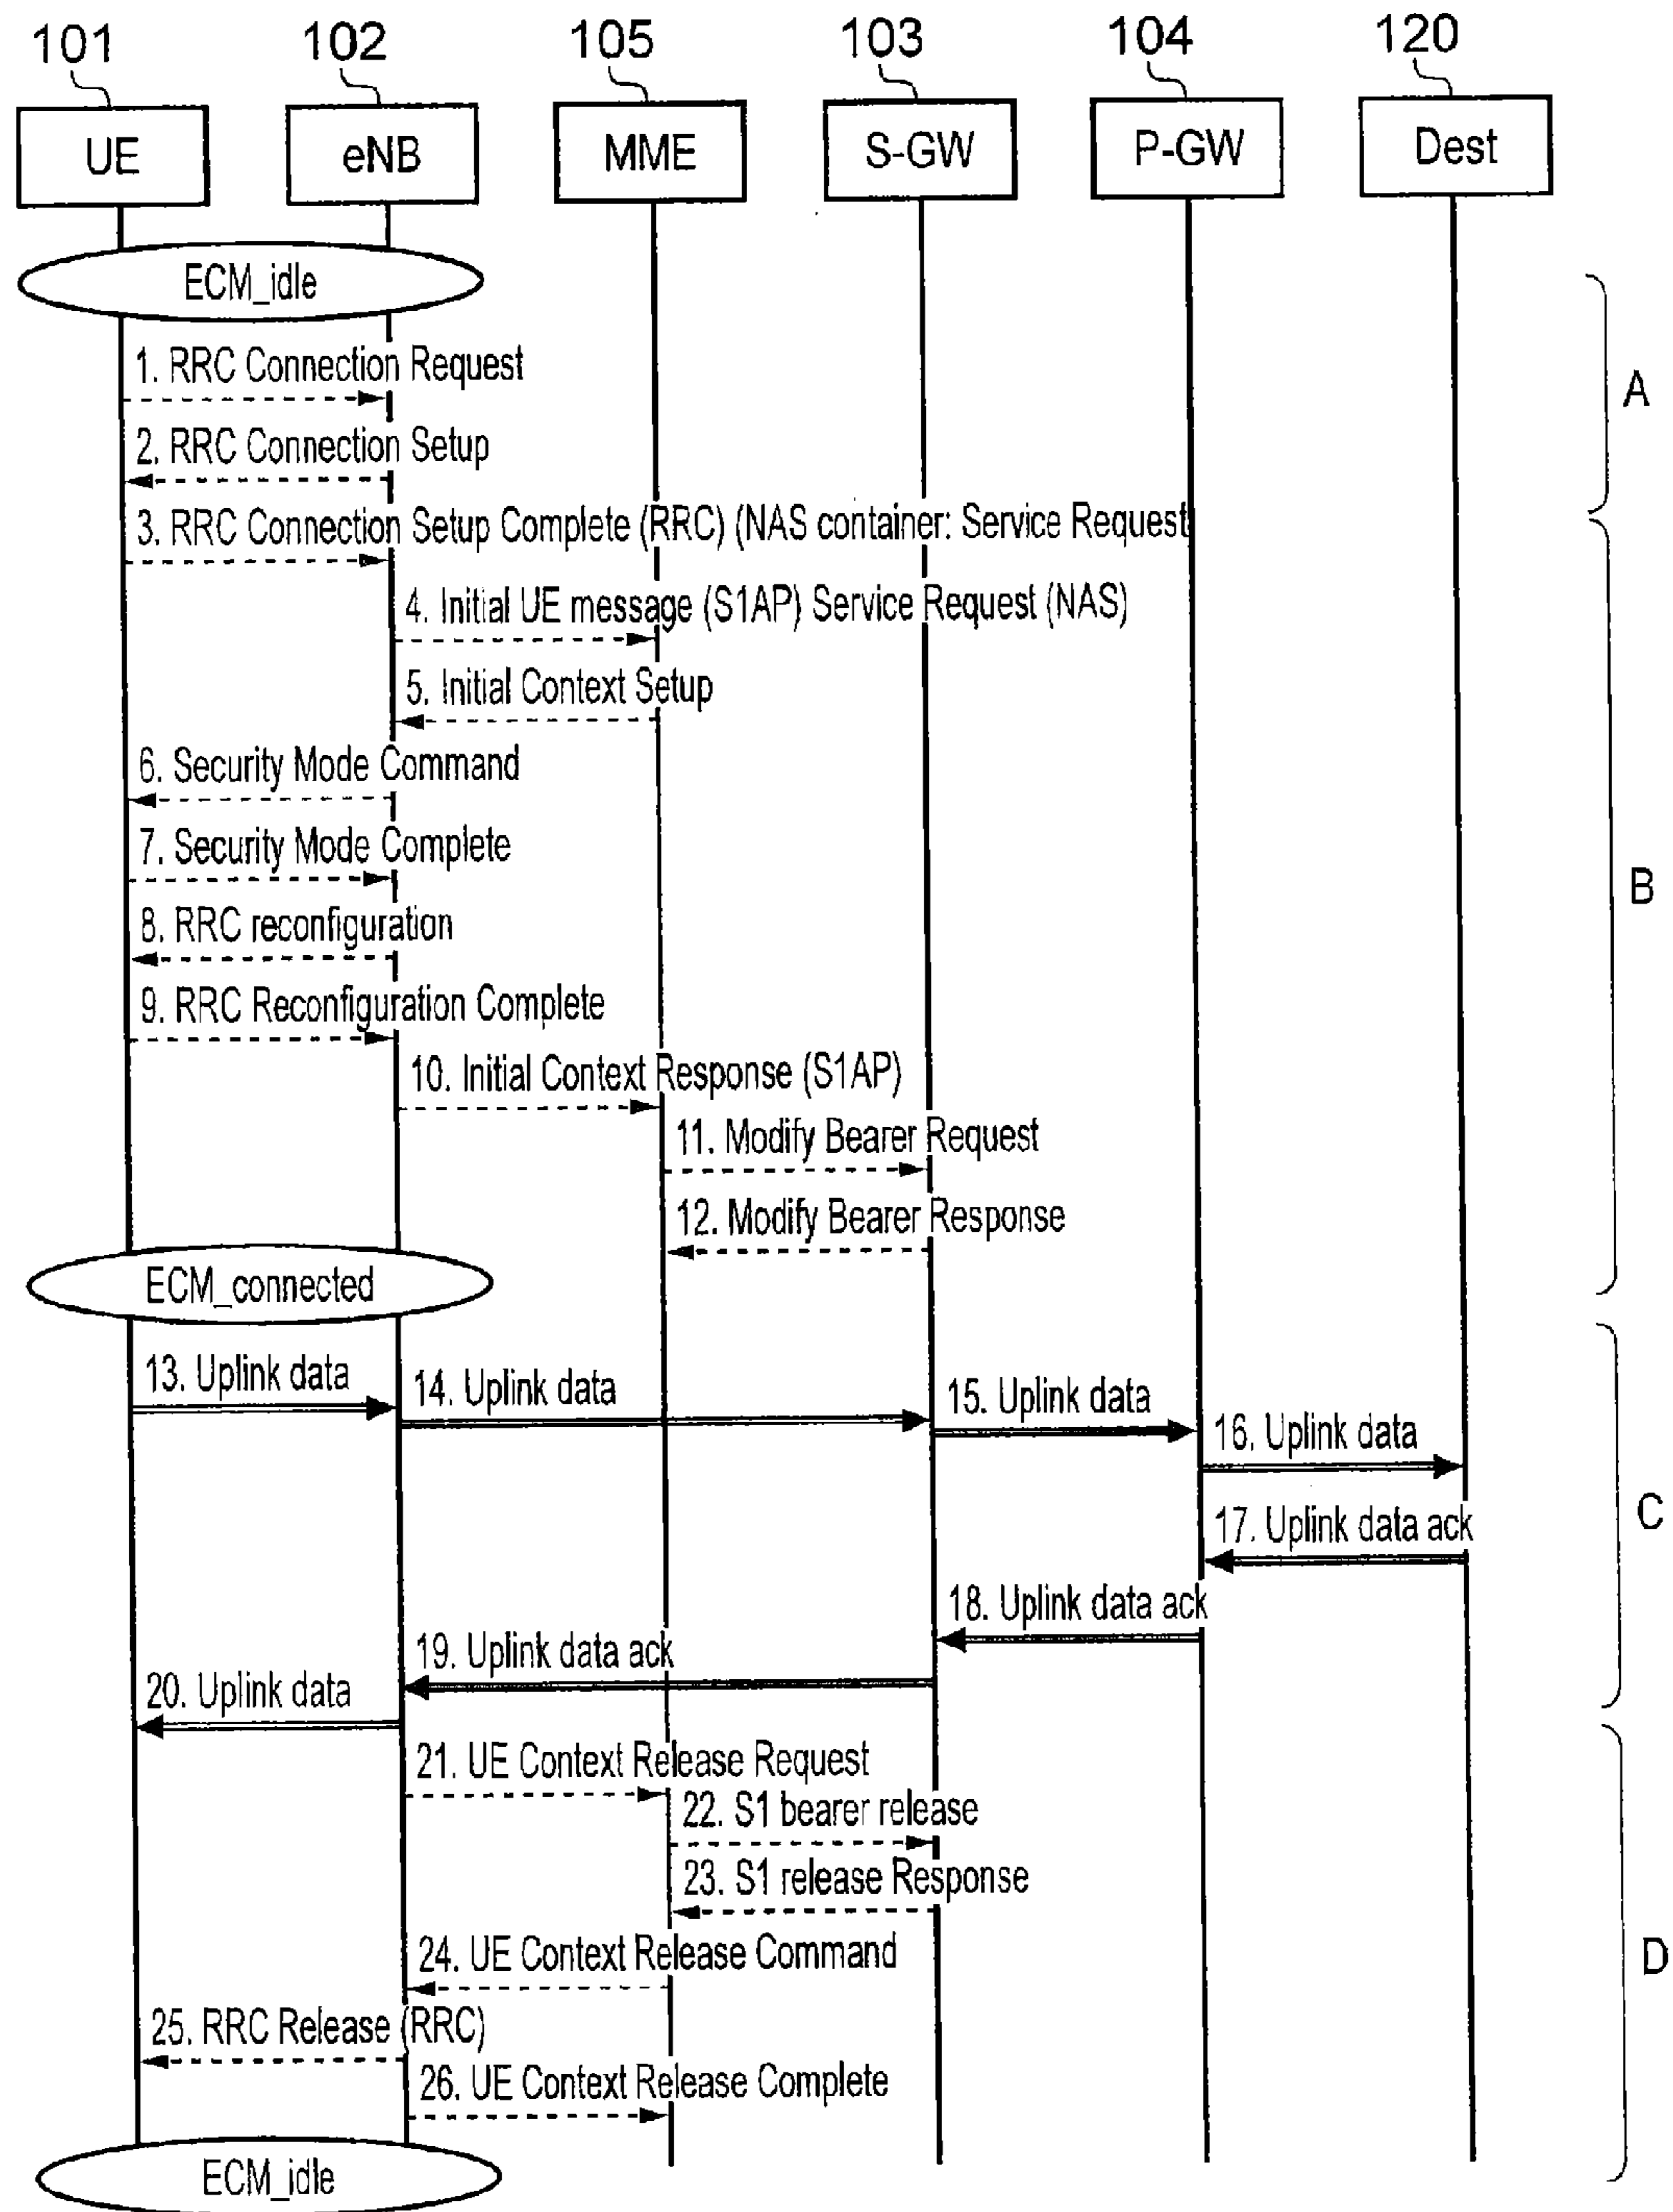 101
102
105
103
104
120
UE
eNB
MME
S-GW
P-GW
Dest
ECM_idle
1. RRC Connection Request
A
2. RRC Connection Setup
3. RRC Connection Setup Complete (RRC) (NAS container: Service Request
4. Initial UE message (S1AP) Service Request (NAS)
5. Initial Context Setup
6. Security Mode Command
7. Security Mode Complete
B
8. RRC reconfiguration
9. RRC Reconfiguration Complete
10. Initial Context Response (S1AP)
11. Modify Bearer Request
12. Modify Bearer Response
ECM_connected
13. Uplink data
14. Uplink data
15. Uplink data
16. Uplink data
C
17. Uplink data ack
18. Uplink data ack
19. Uplink data ack
20. Uplink data
21. UE Context Release Request
22. S1 bearer release
23. S1 release Response
24. UE Context Release Command
D
25. RRC Release (RRC)
26. UE Context Release Complete
ECM_idle